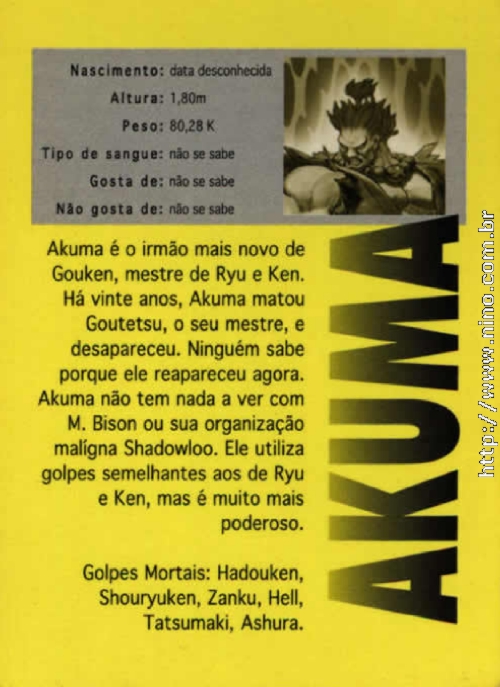 Nascimento: data desconhecida
Altura: 1,80m
Peso: 80,28 K
Tipo de sangue: não se sabe
Gosta de: não se sabe
Não gosta de: não se sabe
Akuma é o irmão mais novo de
Gouken, mestre de Ryu e Ken.
Há vinte anos, Akuma matou
Goutetsu, o seu mestre, e
desapareceu. Ninguém sabe
porque ele reapareceu agora.
Akuma não tem nada a ver com
M. Bison ou sua organização
malígna Shadowloo. Ele utiliza
golpes semelhantes aos de Ryu
e Ken, mas é muito mais
poderoso.
Golpes Mortais: Hadouken,
Shouryuken, Zanku, Hell,
Tatsumaki, Ashura.
AKUMA
http://www.nino.com.br